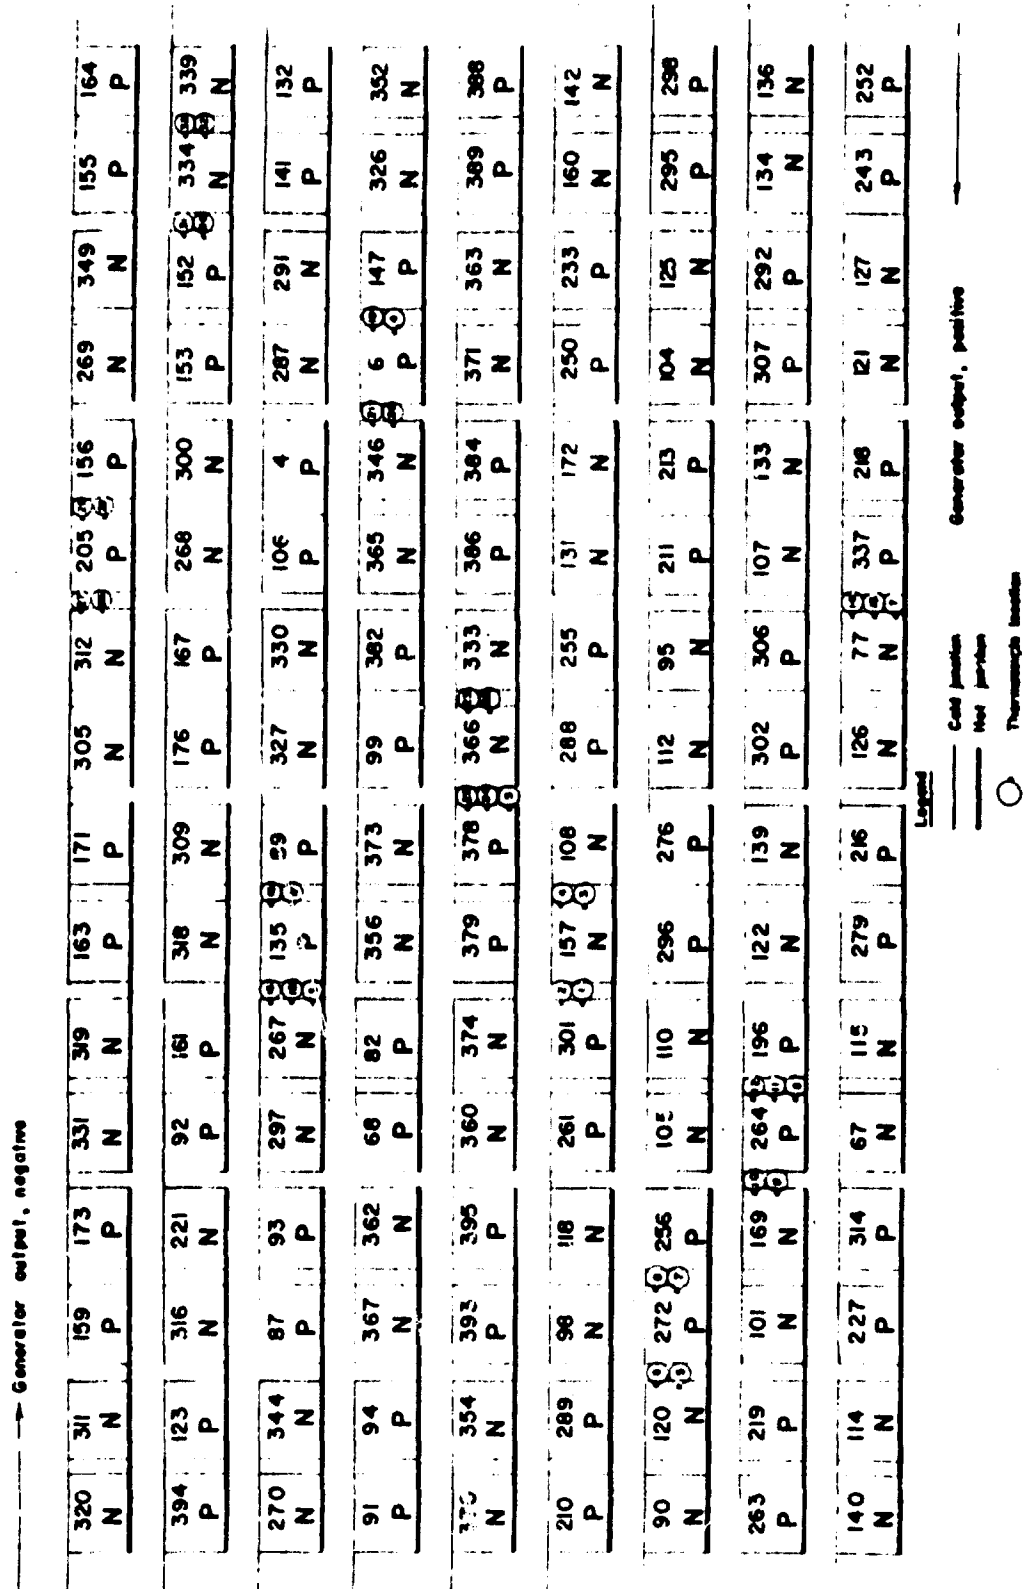 Generator output, negative
320 311 159 173 331 319 163 171 305 312 205 156 269 349 155 164
N N P P N N P P N N P P N N P P
394 123 316 221 92 161 318 309 176 167 268 300 153 152 334 339
P P N N P P N N P P N N P P N N
270 344 87 93 297 267 135 327 330 106 4 287 291 141 132
N N P P N N P P N N P P N N P P
91 94 367 362 68 82 356 373 99 382 365 346 6 147 326 352
P P N N P P N N P P N N P P N N
354 393 395 360 374 379 378 366 333 386 384 371 363 389 388
N N P P N N P P N N P P N N P P
210 289 98 118 261 301 157 108 288 255 131 172 250 233 160 142
P P N N P P N N P P N N P P N N
90 120 272 256 105 110 296 276 112 95 211 213 104 125 295 298
N N P P N N P P N N P P N N P P
263 219 101 169 264 196 122 139 302 306 107 133 307 292 134 136
P P N N P P N N P P N N P P N N
140 114 227 314 67 115 279 216 126 77 337 218 121 127 243 252
N N P P N N P P N N P P N N P P
Generator output, positive
Legend
Cold junction
Hot junction
Thermocouple location